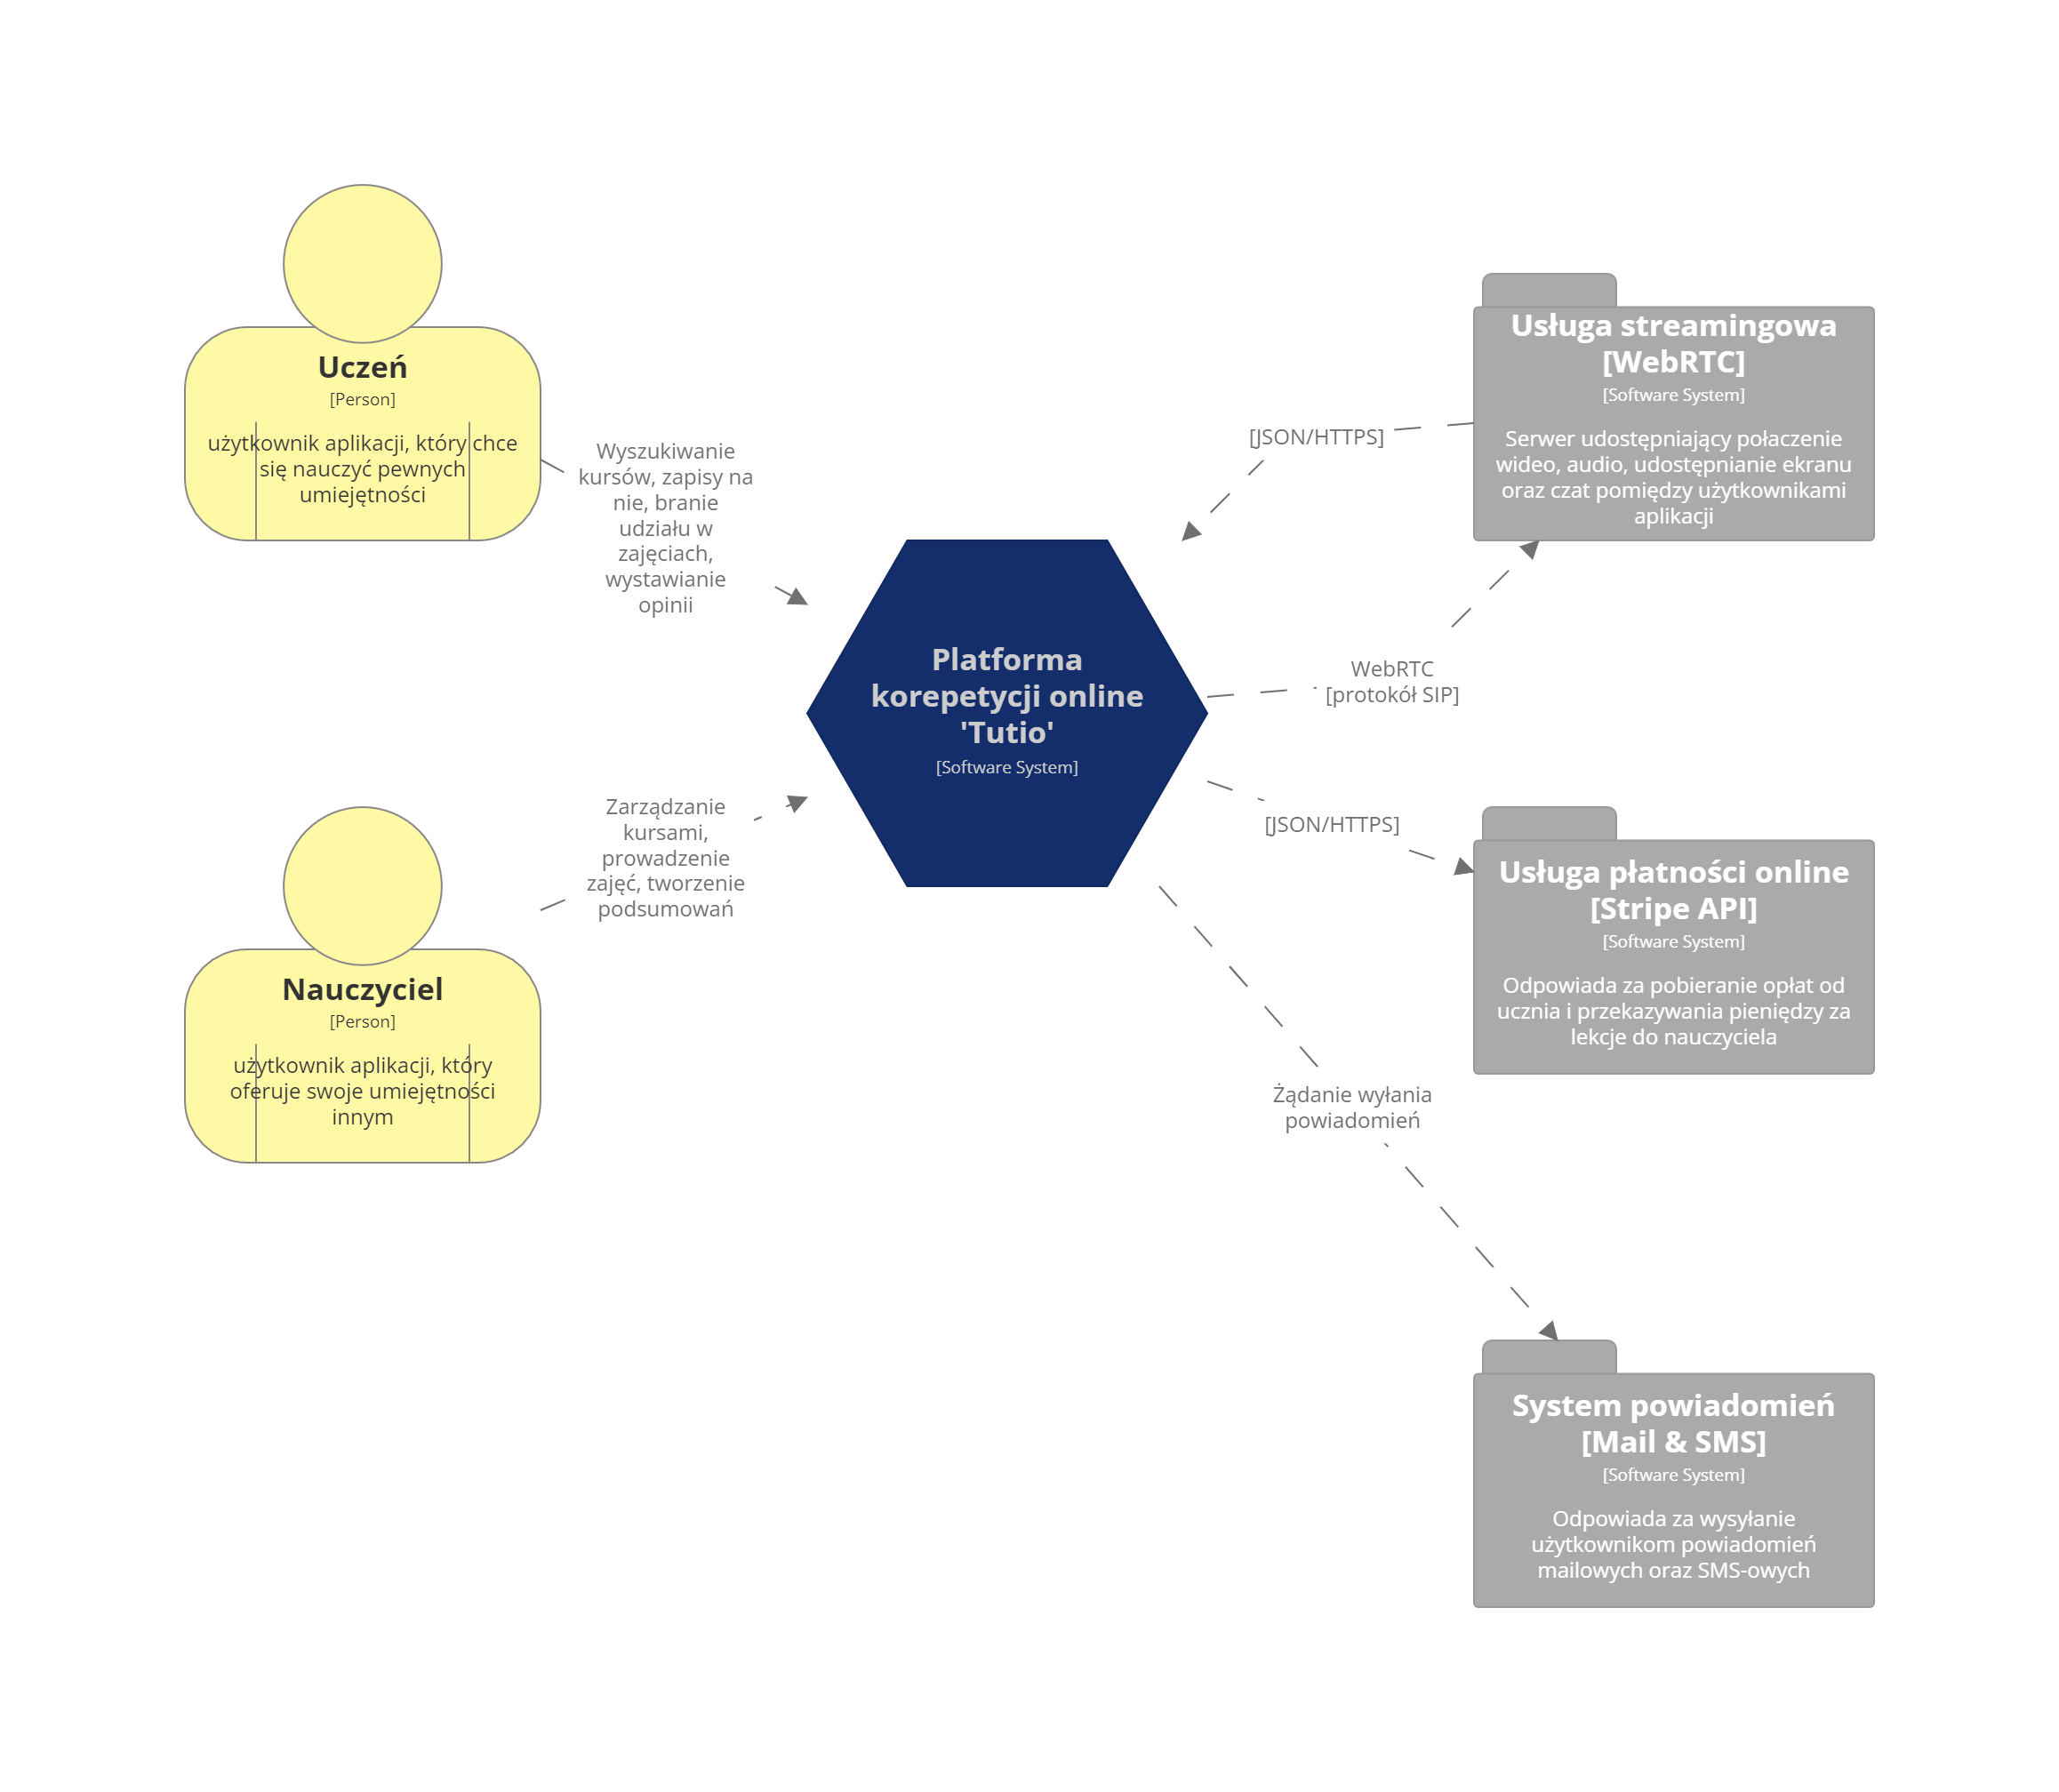 Uczeń
[Person]
użytkownik aplikacji, który chce
się nauczyć pewnych
umiejętności
Wyszukiwanie
kursów, zapisy na
nie, branie
udziału w
zajęciach,
wystawianie
opinii
Nauczyciel
[Person]
użytkownik aplikacji, który
oferuje swoje umiejętności
innym
Zarządzanie
kursami,
prowadzenie
zajęć, tworzenie
podsumowań
Platforma
korepetycji online
'Tutio'
[Software System]
[JSON/HTTPS]
WebRTC
[protokół SIP]
[JSON/HTTPS]
Żądanie wyłania
powiadomień
Usługa streamingowa
[WebRTC]
[Software System]
Serwer udostępniający połaczenie
wideo, audio, udostępnianie ekranu
oraz czat pomiędzy użytkownikami
aplikacji
Usługa płatności online
[Stripe API]
[Software System]
Odpowiada za pobieranie opłat od
ucznia i przekazywania pieniędzy za
lekcje do nauczyciela
System powiadomień
[Mail & SMS]
[Software System]
Odpowiada za wysyłanie
użytkownikom powiadomień
mailowych oraz SMS-owych